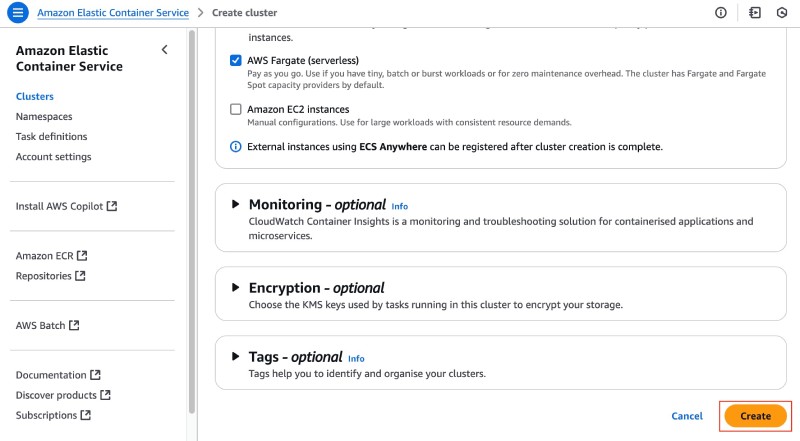 Amazon Elastic Container Service > Create cluster
Amazon Elastic
Container Service
Clusters
Namespaces
Task definitions
Account settings
Install AWS Copilot
Amazon ECR
Repositories
AWS Batch
Documentation
Discover products
Subscriptions
instances.
AWS Fargate (serverless)
Pay as you go. Use if you have tiny, batch or burst workloads or for zero maintenance overhead. The cluster has Fargate and Fargate
Spot capacity providers by default.
Amazon EC2 instances
Manual configurations. Use for large workloads with consistent resource demands.
External instances using ECS Anywhere can be registered after cluster creation is complete.
Monitoring - optional Info
CloudWatch Container Insights is a monitoring and troubleshooting solution for containerised applications and
microservices.
Encryption - optional
Choose the KMS keys used by tasks running in this cluster to encrypt your storage.
Tags - optional Info
Tags help you to identify and organise your clusters.
Cancel
Create